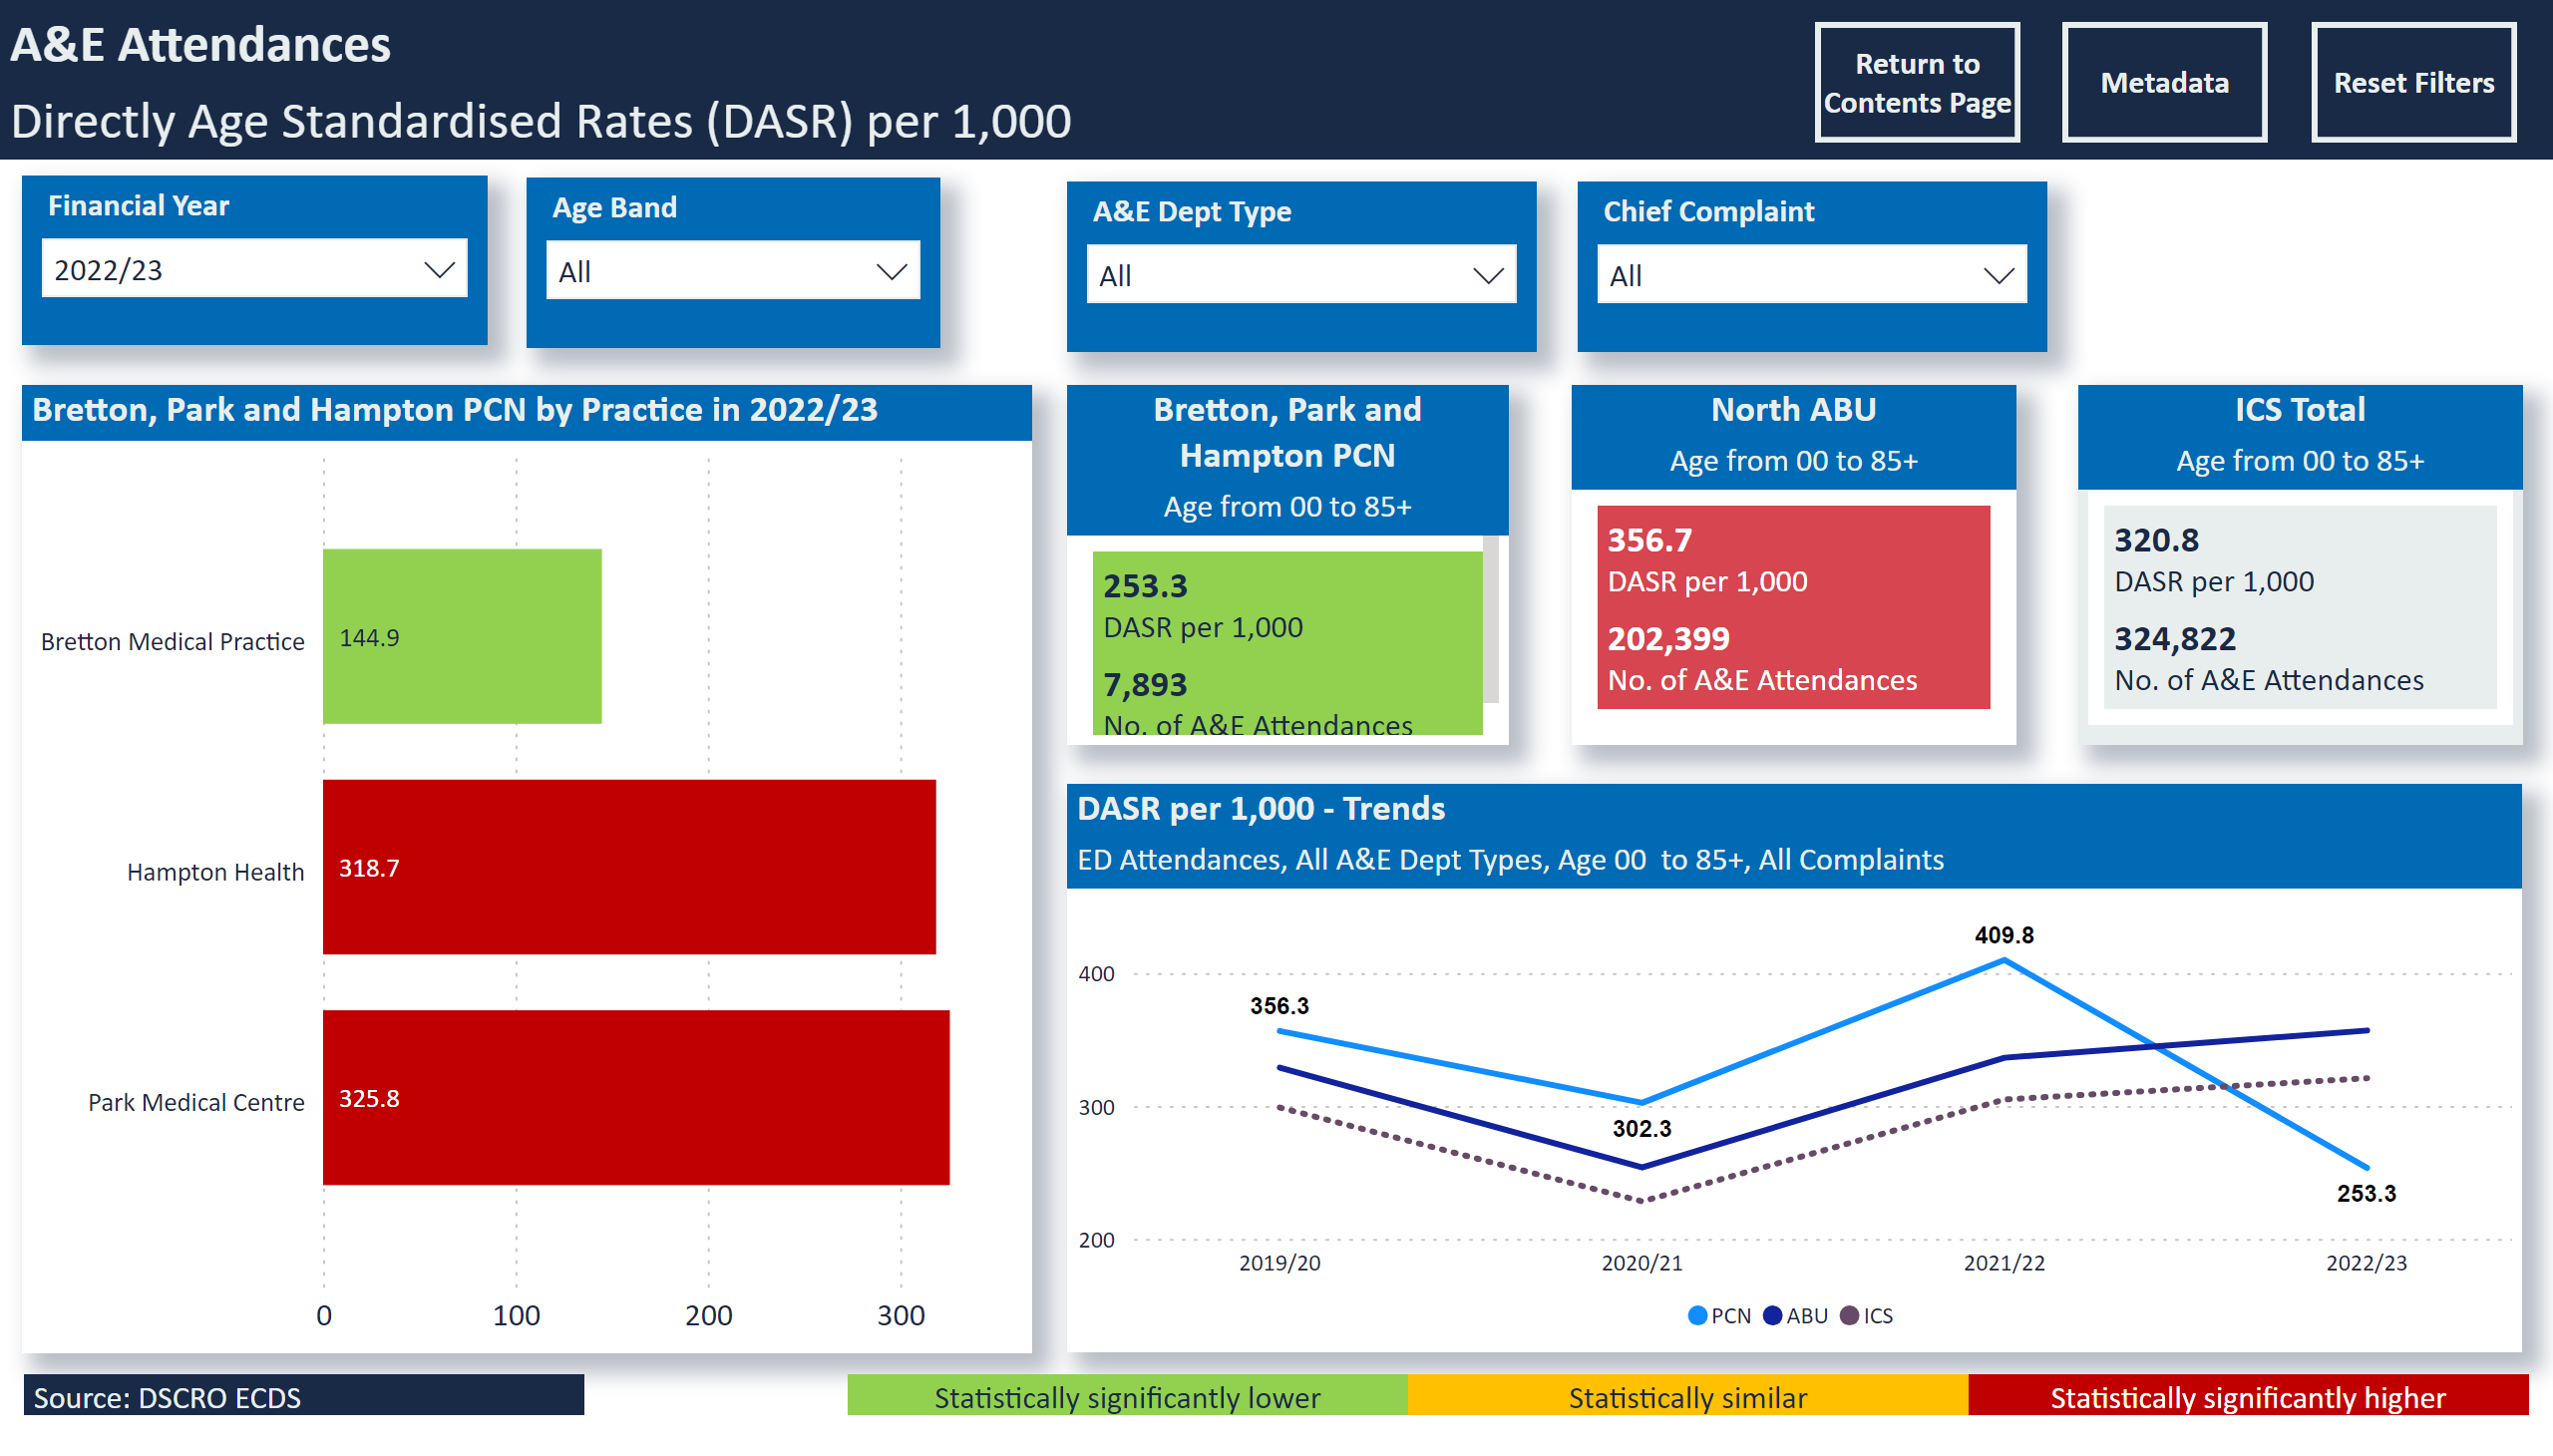 A&E Attendances
Directly Age Standardised Rates (DASR) per 1,000
Return to
Contents Page
Metadata
Reset Filters
Financial Year
2022/23
Age Band
All
A&E Dept Type
All
Chief Complaint
All
Bretton, Park and Hampton PCN by Practice in 2022/23
Bretton Medical Practice
144.9
Hampton Health
318.7
Park Medical Centre
325.8
0 100 200 300
Bretton, Park and
Hampton PCN
Age from 00 to 85+
253.3
DASR per 1,000
7,893
No. of A&E Attendances
North ABU
Age from 00 to 85+
356.7
DASR per 1,000
202,399
No. of A&E Attendances
ICS Total
Age from 00 to 85+
320.8
DASR per 1,000
324,822
No. of A&E Attendances
DASR per 1,000 - Trends
ED Attendances, All A&E Dept Types, Age 00  to 85+, All Complaints
409.8
400
356.3
300
302.3
253.3
200
2019/20 2020/21 2021/22 2022/23
PCN ABU ICS
Source: DSCRO ECDS
Statistically significantly lower
Statistically similar
Statistically significantly higher